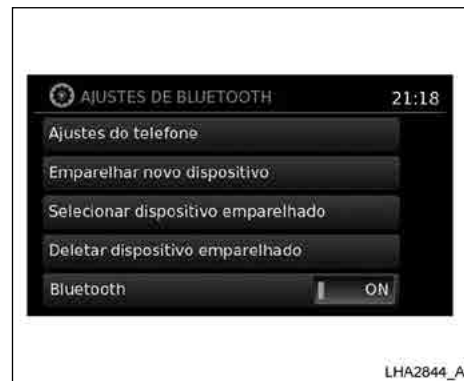 AJUSTES DE BLUETOOTH 21:18
Ajustes do telefone
Emparelhar novo dispositivo
Selecionar dispositivo emparelhado
Deletar dispositivo emparelhado
Bluetooth ON
LHA2844_A